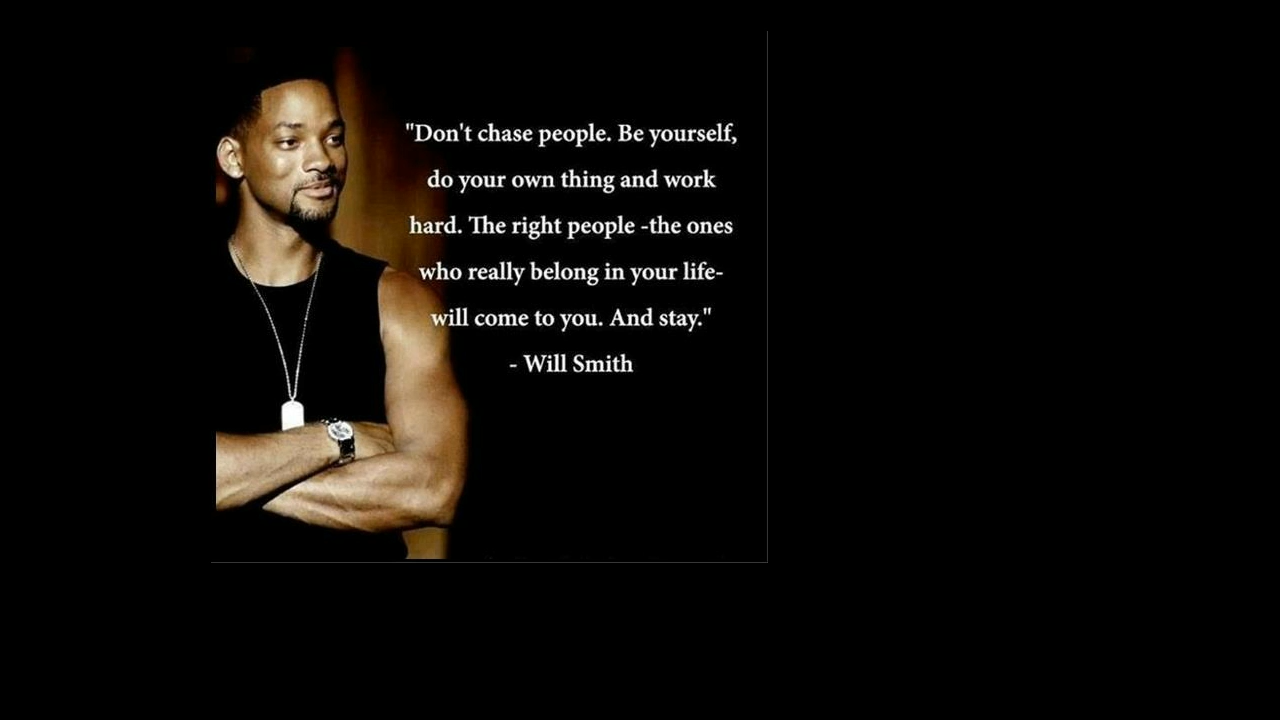 "Don't chase people. Be yourself,
do your own thing and work
hard. The right people -the ones
who really belong in your life-
will come to you. And stay."
- Will Smith